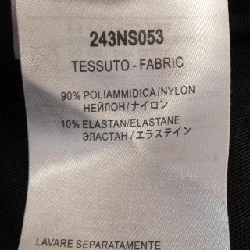 243NS053
TESSUTO - FABRIC
90% POLIAMMIDICA/NYLON
НЕЙЛОН/ナイロン
10% ELASTAN/ELASTANE
ЭЛАСТАН/エラステイン
LAVARE SEPARATAMENTE